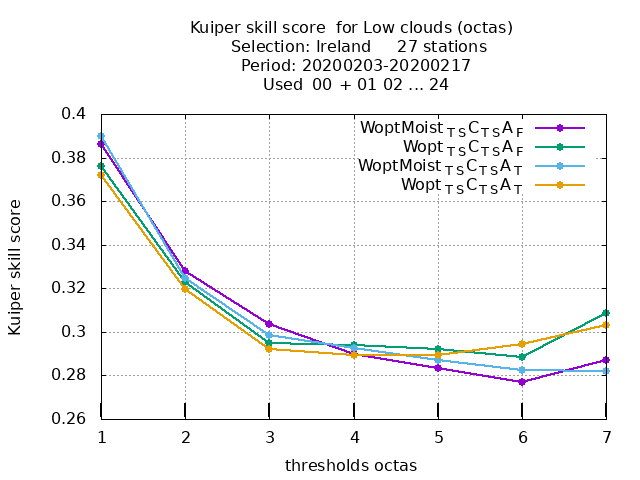 Kuiper skill score  for Low clouds (octas)
Selection: Ireland     27 stations
Period: 20200203-20200217
Used  00 + 01 02 ... 24
0.4
0.38
0.36
0.34
0.32
0.3
0.28
0.26
Kuiper skill score
WoptMoist TS C TS A F
Wopt TS C TS A F
WoptMoist TS C TS A T
Wopt TS C TS A T
1 2 3 4 5 6 7
thresholds octas